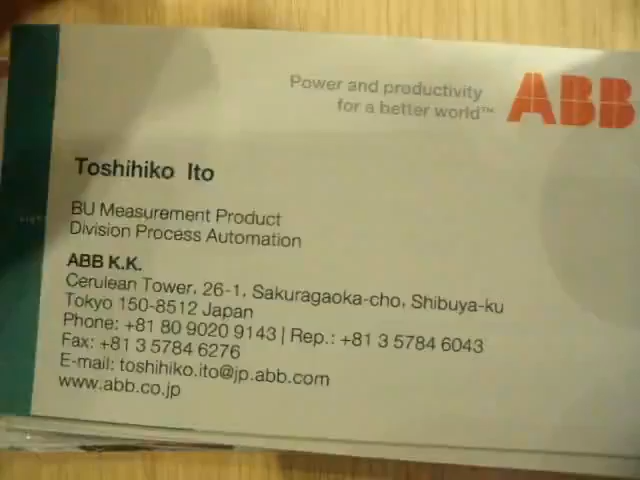 Power and productivity
for a better world™
ABB
Toshihiko Ito
BU Measurement Product
Division Process Automation
ABB K.K.
Cerulean Tower, 26-1, Sakuragaoka-cho, Shibuya-ku
Tokyo 150-8512 Japan
Phone: +81 80 9020 9143 | Rep.: +81 3 5784 6043
Fax: +81 3 5784 6276
E-mail: toshihiko.ito@jp.abb.com
www.abb.co.jp